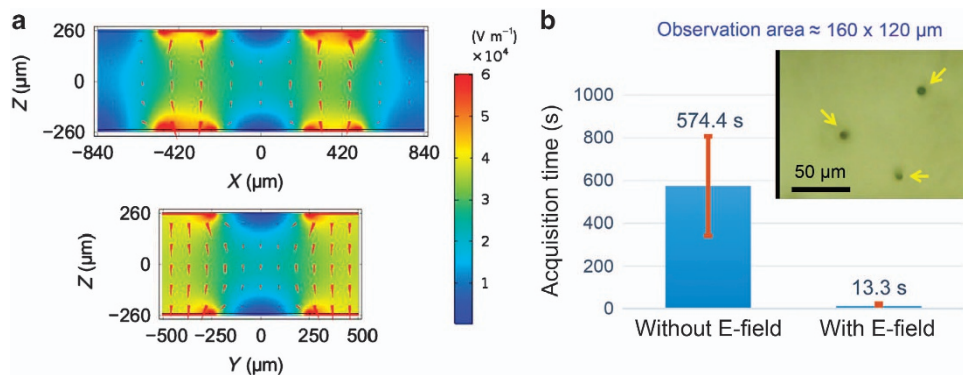 a
260
0
−260
Z (µm)
−840
−420
0
420
840
X (µm)
260
0
−260
Z (µm)
−500
−250
0
250
500
Y (µm)
(V m⁻¹)
×10⁴
6
5
4
3
2
1
b
Observation area ≈ 160 x 120 µm
Acquisition time (s)
1000
800
600
400
200
0
574.4 s
13.3 s
50 µm
Without E-field
With E-field